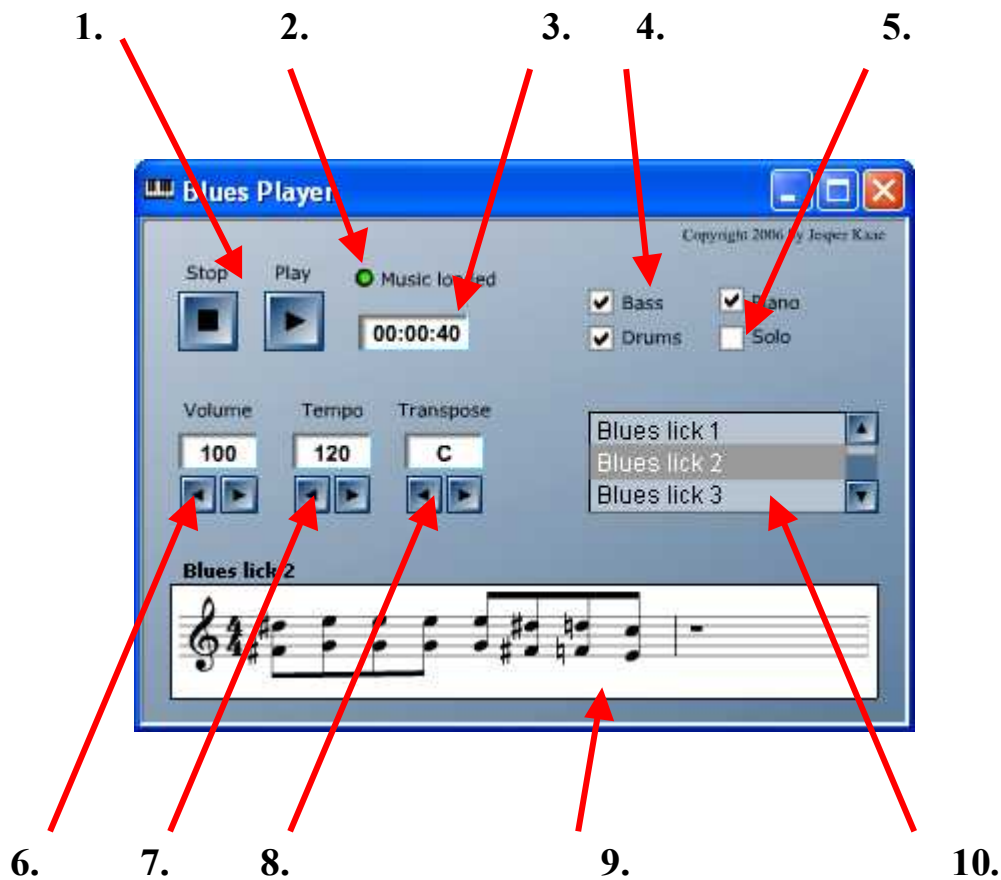 1. 2. 3. 4. 5.
Blues Player
Copyright 2006 by Jesper Kaae
Stop Play Music loaded
00:00:40
Bass Piano
Drums Solo
Volume Tempo Transpose
100 120 C
Blues lick 1
Blues lick 2
Blues lick 3
Blues lick 2
4
4
6. 7. 8. 9. 10.